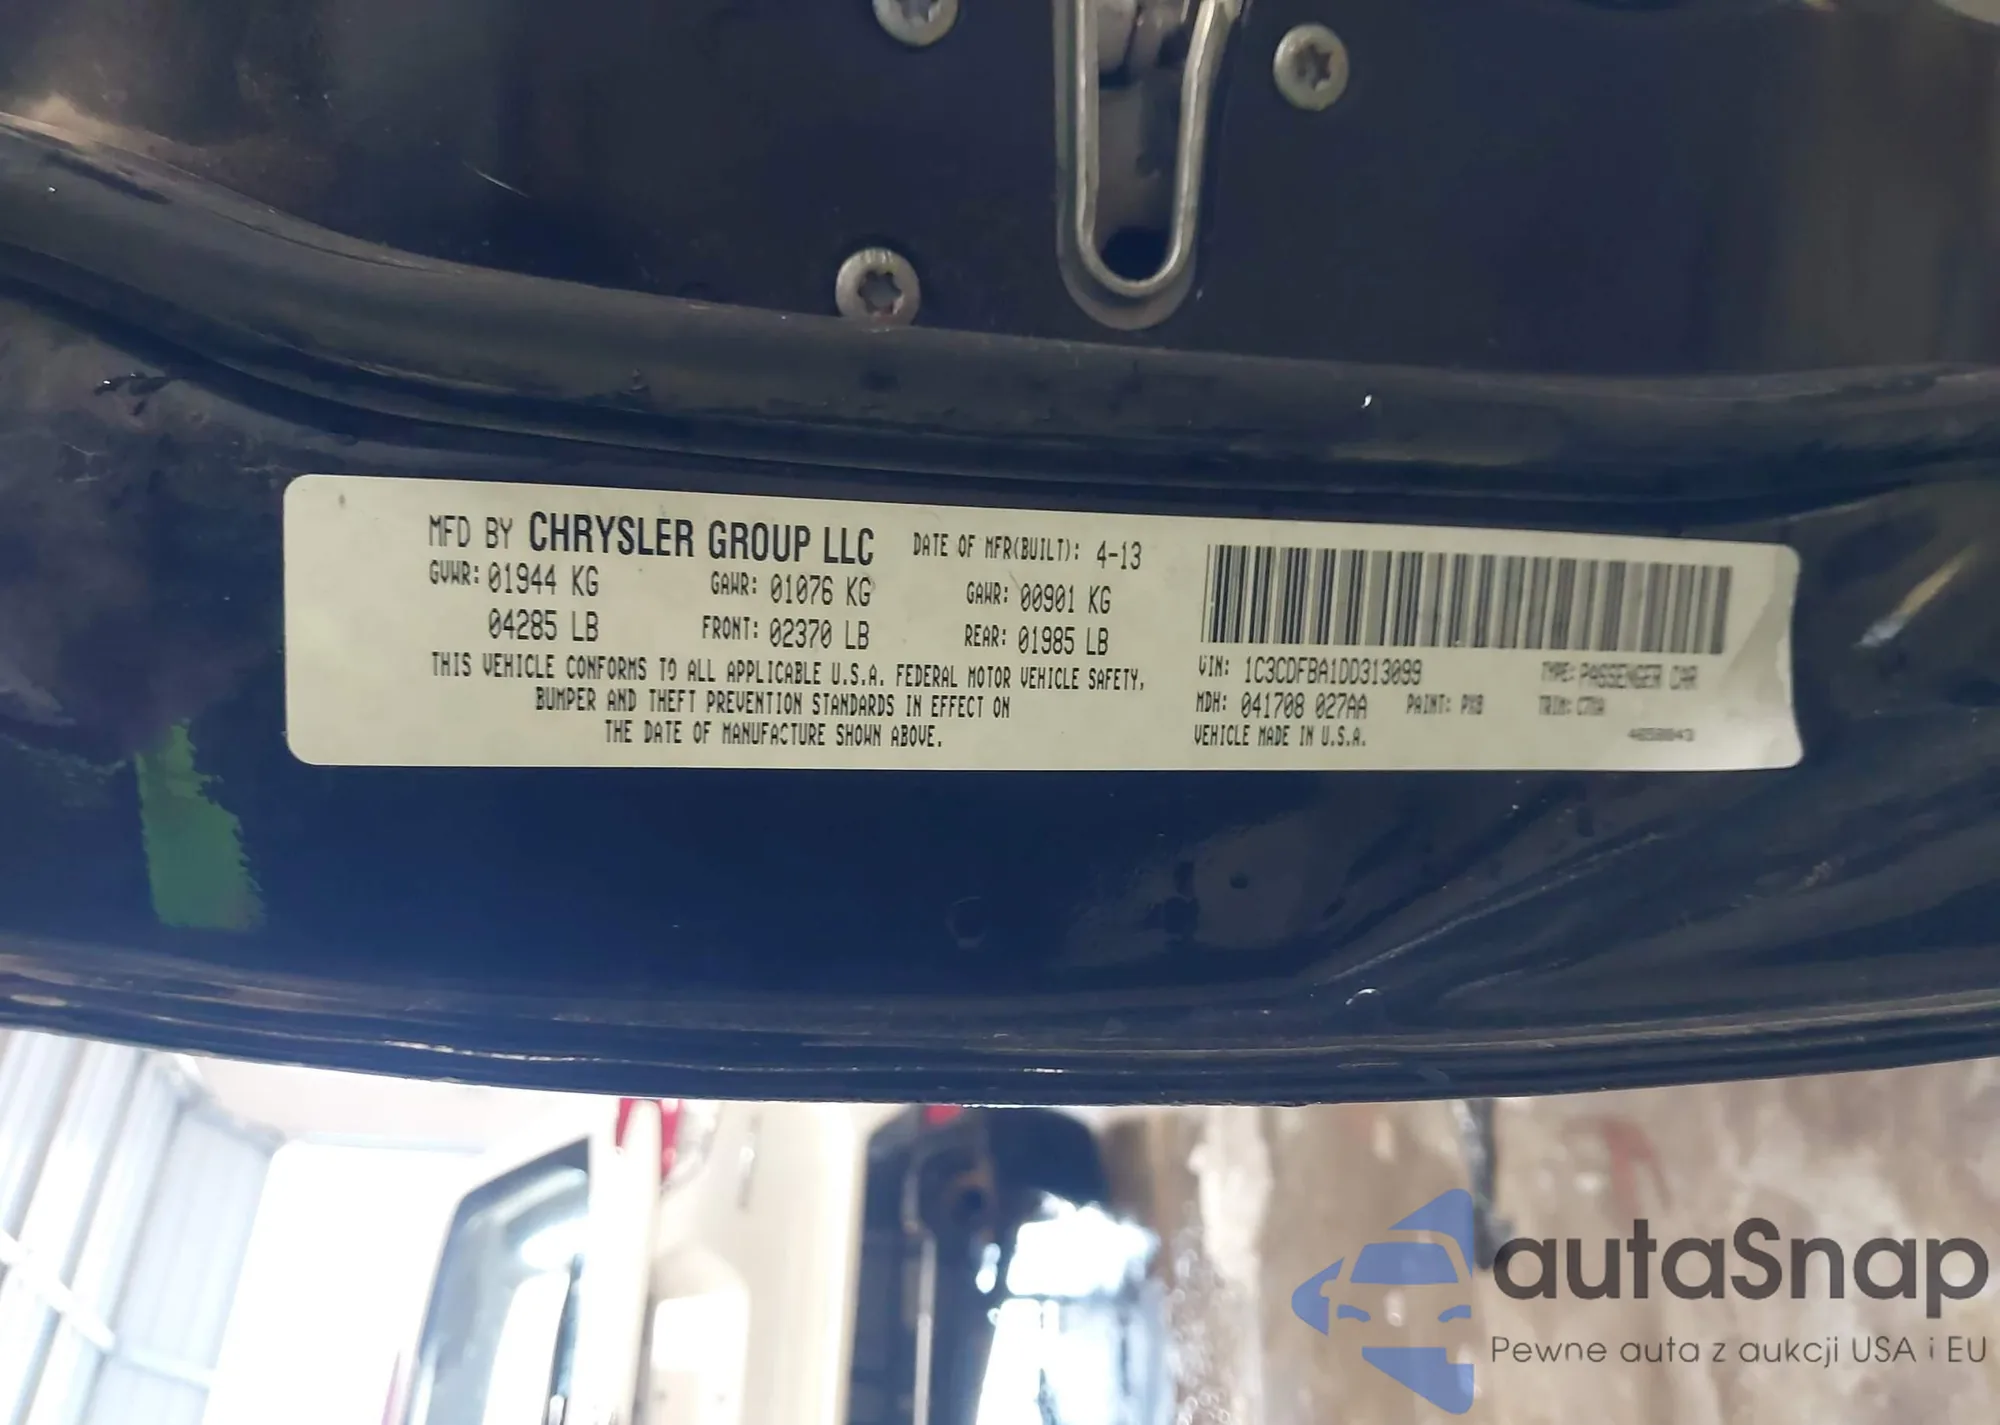 MFD BY CHRYSLER GROUP LLC DATE OF MFR(BUILT): 4-13
GVWR: 01944 KG GAWR: 01076 KG GAWR: 00901 KG
04285 LB FRONT: 02370 LB REAR: 01985 LB
THIS VEHICLE CONFORMS TO ALL APPLICABLE U.S.A. FEDERAL MOTOR VEHICLE SAFETY,
BUMPER AND THEFT PREVENTION STANDARDS IN EFFECT ON
THE DATE OF MANUFACTURE SHOWN ABOVE.
VIN: 1C3CDFBA1DD313099 TYPE: PASSENGER CAR
MDH: 041708 027AA PAINT: PX8 TRIM:
VEHICLE MADE IN U.S.A.
autaSnap
Pewne auta z aukcji USA i EU